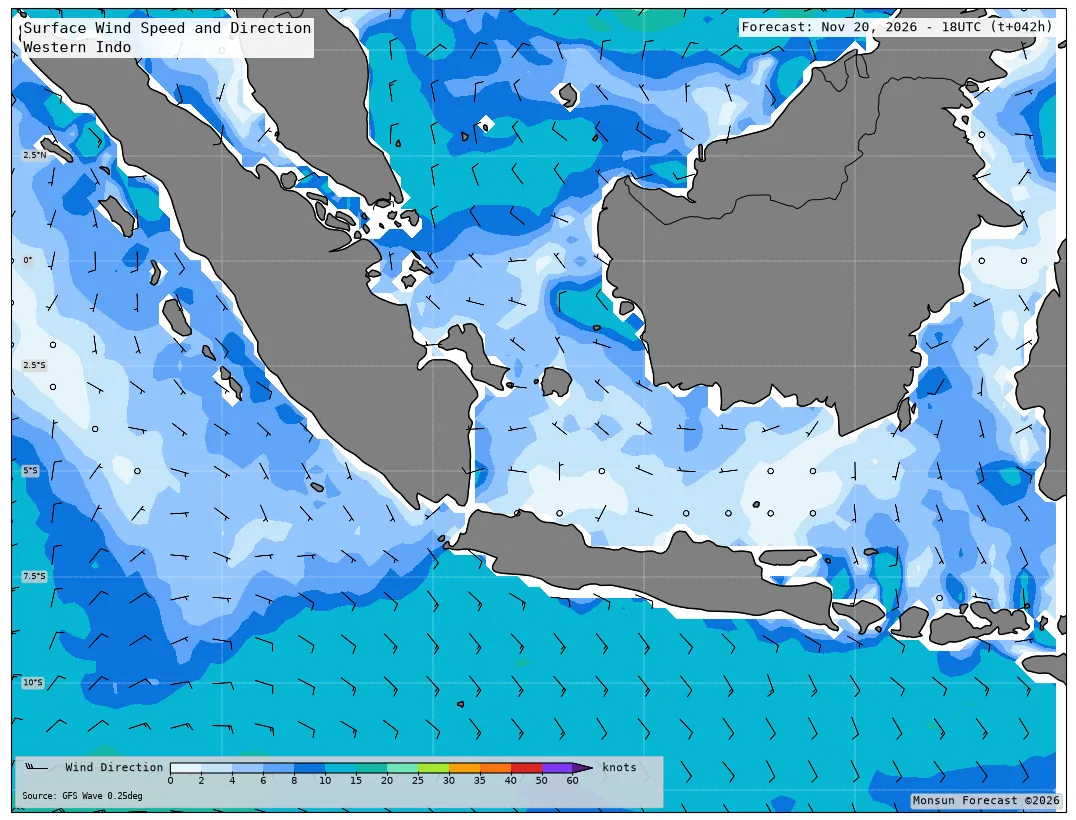 Surface Wind Speed and Direction
Western Indo
Forecast: Nov 20, 2026 - 18UTC (t+042h)
2.5°N
0°
2.5°S
5°S
7.5°S
10°S
Wind Direction
0 2 4 6 8 10 15 20 25 30 35 40 50 60
knots
Source: GFS Wave 0.25deg
Monsun Forecast ©2026